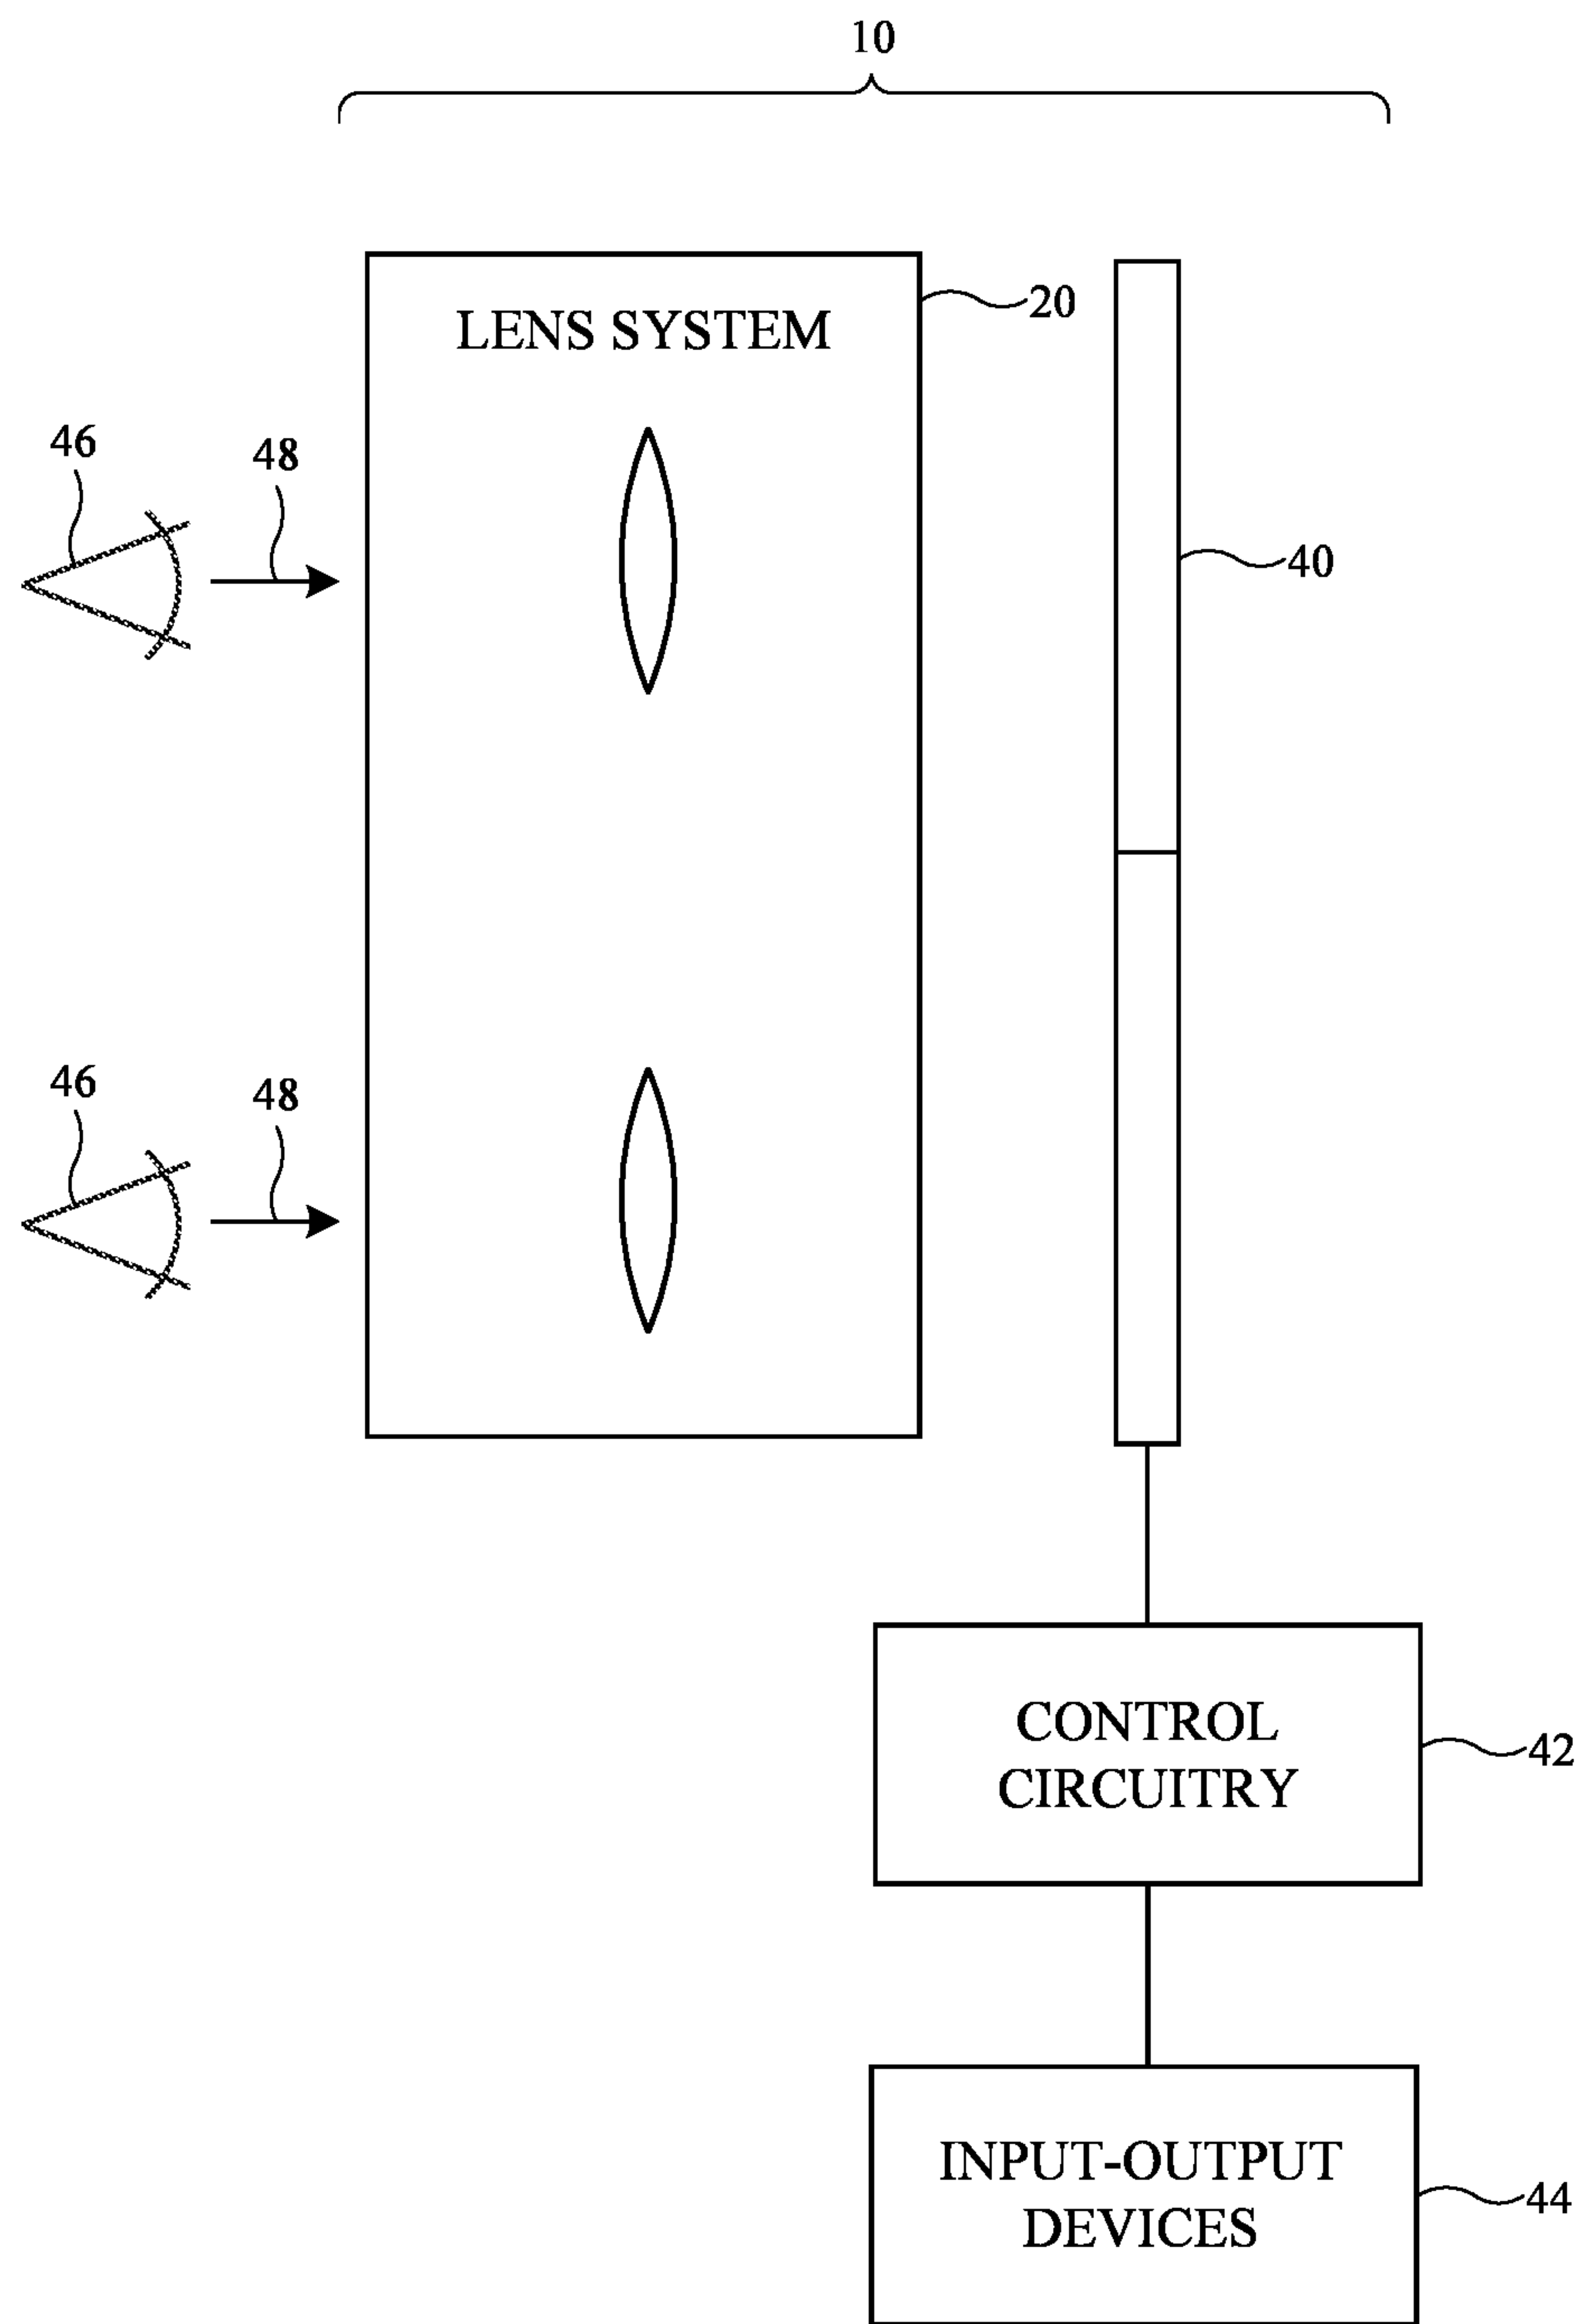 10
LENS SYSTEM
20
46
48
40
46
48
CONTROL
CIRCUITRY
42
INPUT-OUTPUT
DEVICES
44